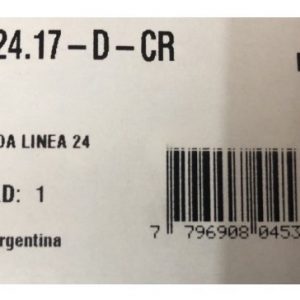 24.17-D-CR
DA LINEA 24
D: 1
rgentina
7 796908 0453